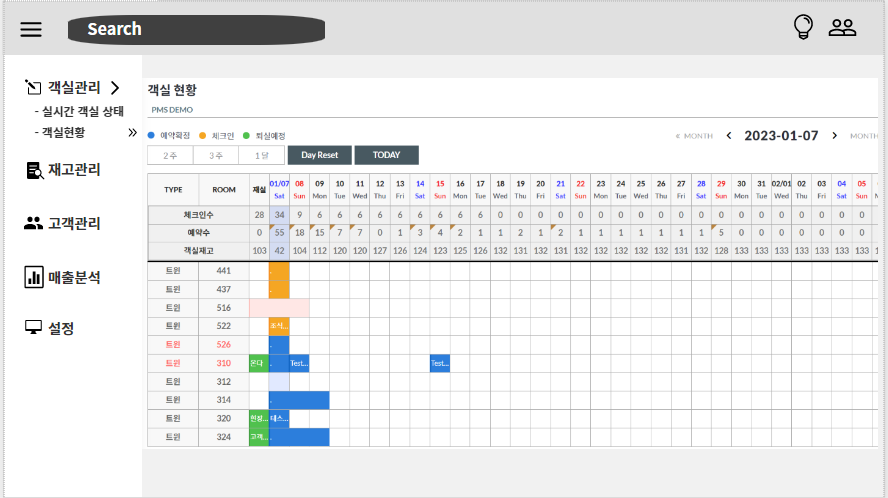 Search
객실관리
- 실시간 객실 상태
- 객실현황
재고관리
고객관리
매출분석
설정
객실 현황
PMS DEMO
예약확정 체크인 퇴실예정
« MONTH < 2023-01-07 > MONTH
2주 3주 1달 Day Reset TODAY
TYPE ROOM 재실 01/07 08 09 10 11 12 13 14 15 16 17 18 19 20 21 22 23 24 25 26 27 28 29 30 31 02/01 02 03 04 05
Sat Sun Mon Tue Wed Thu Fri Sat Sun Mon Tue Wed Thu Fri Sat Sun Mon Tue Wed Thu Fri Sat Sun Mon Tue Wed Thu Fri Sat Sun
체크인수 28 34 9 6 6 6 6 6 6 6 6 6 0 0 0 0 0 0 0 0 0 0 0 0 0 0 0 0 0 0 0
예약수 0 55 18 15 7 7 0 1 3 4 2 1 1 2 1 2 1 1 1 1 1 1 1 5 0 0 0 0 0 0 0
객실재고 103 42 104 112 120 120 127 126 124 123 125 126 132 131 132 131 132 132 132 132 132 131 132 128 133 133 133 133 133 133 133
트윈 441 .
트윈 437 .
트윈 516
트윈 522 조치...
트윈 526 .
트윈 310 온다 . Test... Test...
트윈 312
트윈 314 .
트윈 320 현장... 테스...
트윈 324 고객... .